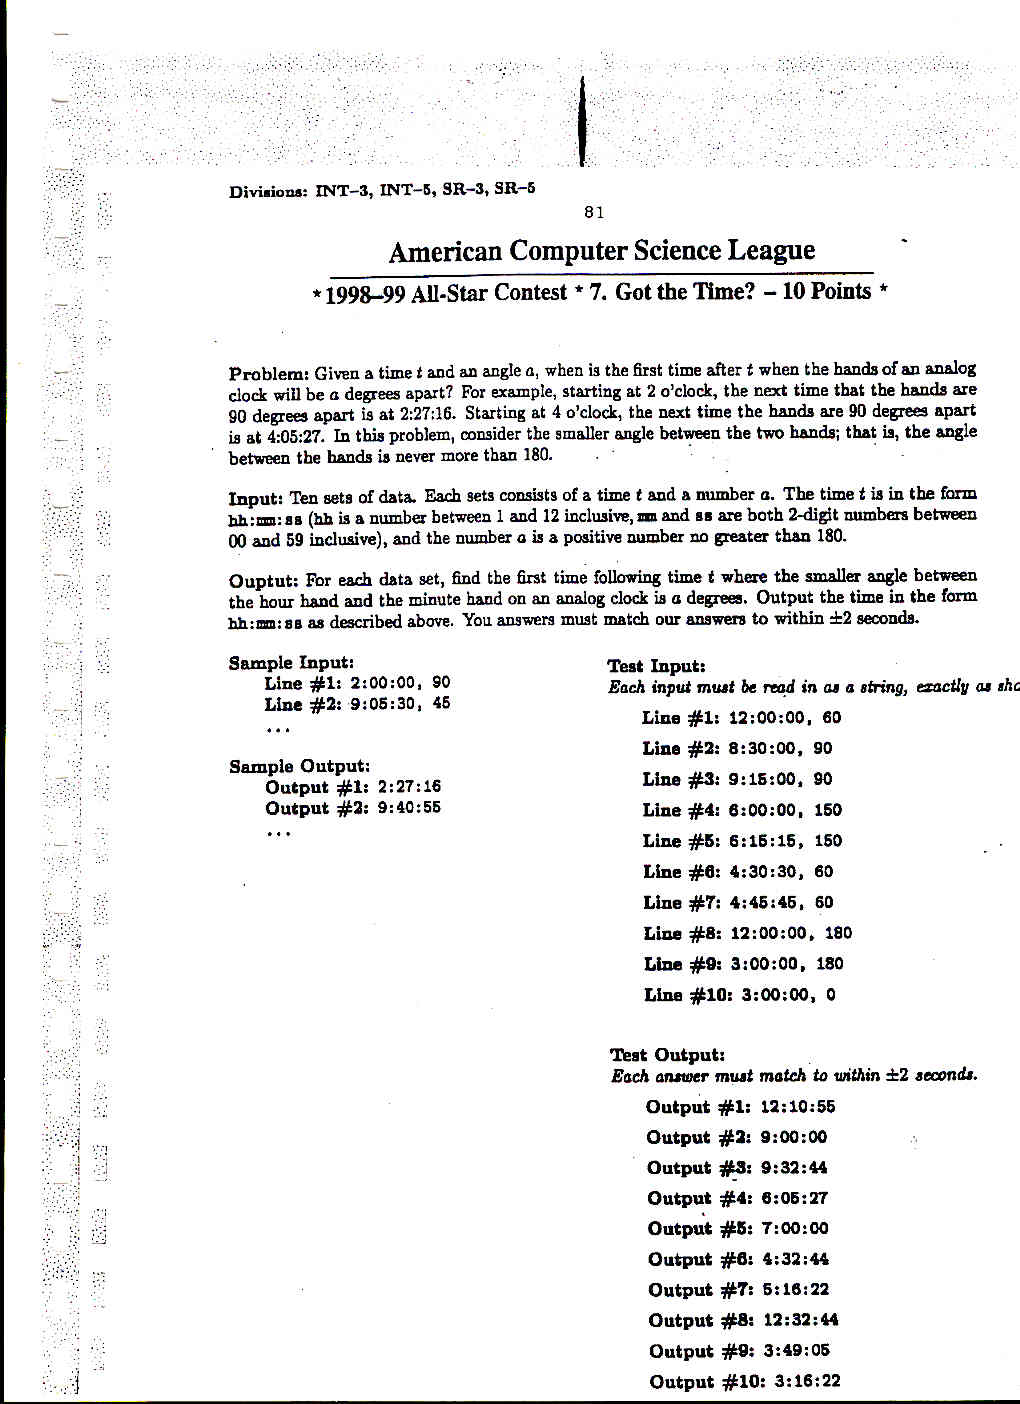 Divisions: INT–3, INT–5, SR–3, SR–5
81
American Computer Science League
* 1998–99 All-Star Contest * 7. Got the Time? – 10 Points *
Problem: Given a time t and an angle a, when is the first time after t when the hands of an analog
clock will be a degrees apart? For example, starting at 2 o'clock, the next time that the hands are
90 degrees apart is at 2:27:16. Starting at 4 o'clock, the next time the hands are 90 degrees apart
is at 4:05:27. In this problem, consider the smaller angle between the two hands; that is, the angle
between the hands is never more than 180.
Input: Ten sets of data. Each sets consists of a time t and a number a. The time t is in the form
hh:mm:ss (hh is a number between 1 and 12 inclusive, mm and ss are both 2-digit numbers between
00 and 59 inclusive), and the number a is a positive number no greater than 180.
Ouptut: For each data set, find the first time following time t where the smaller angle between
the hour hand and the minute hand on an analog clock is a degrees. Output the time in the form
hh:mm:ss as described above. You answers must match our answers to within ±2 seconds.
Sample Input:
Line #1: 2:00:00, 90
Line #2: 9:05:30, 45
...
Sample Output:
Output #1: 2:27:16
Output #2: 9:40:55
...
Test Input:
Each input must be read in as a string, exactly as sho
Line #1: 12:00:00, 60
Line #2: 8:30:00, 90
Line #3: 9:15:00, 90
Line #4: 6:00:00, 150
Line #5: 6:15:15, 150
Line #6: 4:30:30, 60
Line #7: 4:45:45, 60
Line #8: 12:00:00, 180
Line #9: 3:00:00, 180
Line #10: 3:00:00, 0
Test Output:
Each answer must match to within ±2 seconds.
Output #1: 12:10:55
Output #2: 9:00:00
Output #3: 9:32:44
Output #4: 6:05:27
Output #5: 7:00:00
Output #6: 4:32:44
Output #7: 5:16:22
Output #8: 12:32:44
Output #9: 3:49:05
Output #10: 3:16:22